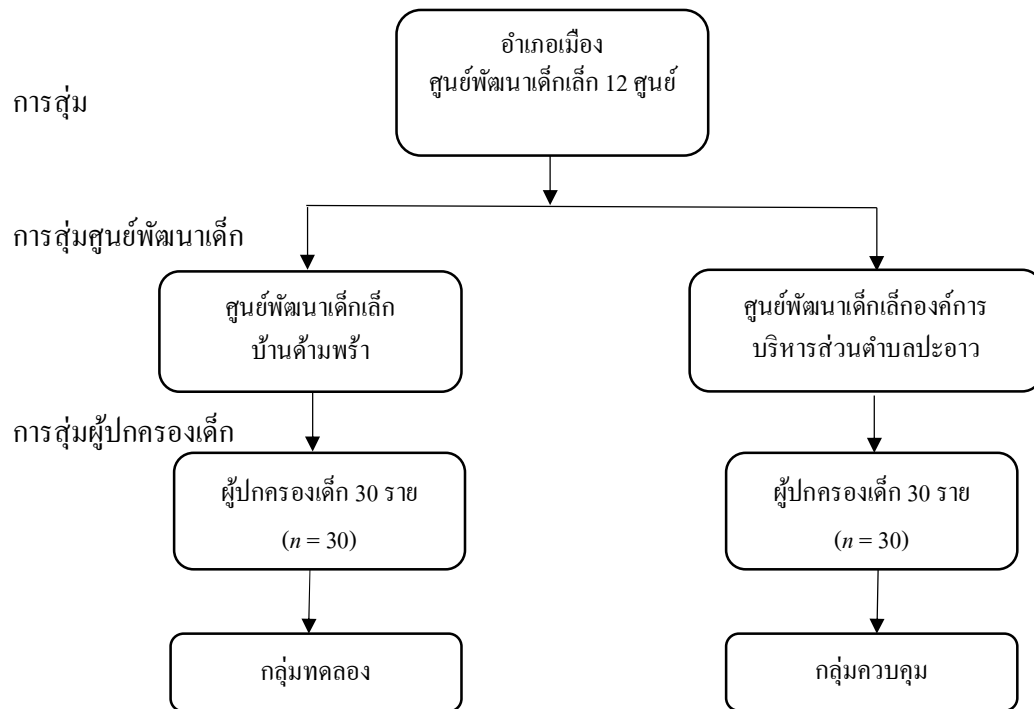 อำเภอเมือง
ศูนย์พัฒนาเด็กเล็ก 12 ศูนย์
การสุ่ม
การสุ่มศูนย์พัฒนาเด็ก
ศูนย์พัฒนาเด็กเล็ก
บ้านด้ามพร้า
ศูนย์พัฒนาเด็กเล็กองค์การ
บริหารส่วนตำบลปะอาว
การสุ่มผู้ปกครองเด็ก
ผู้ปกครองเด็ก 30 ราย
(n = 30)
ผู้ปกครองเด็ก 30 ราย
(n = 30)
กลุ่มทดลอง
กลุ่มควบคุม